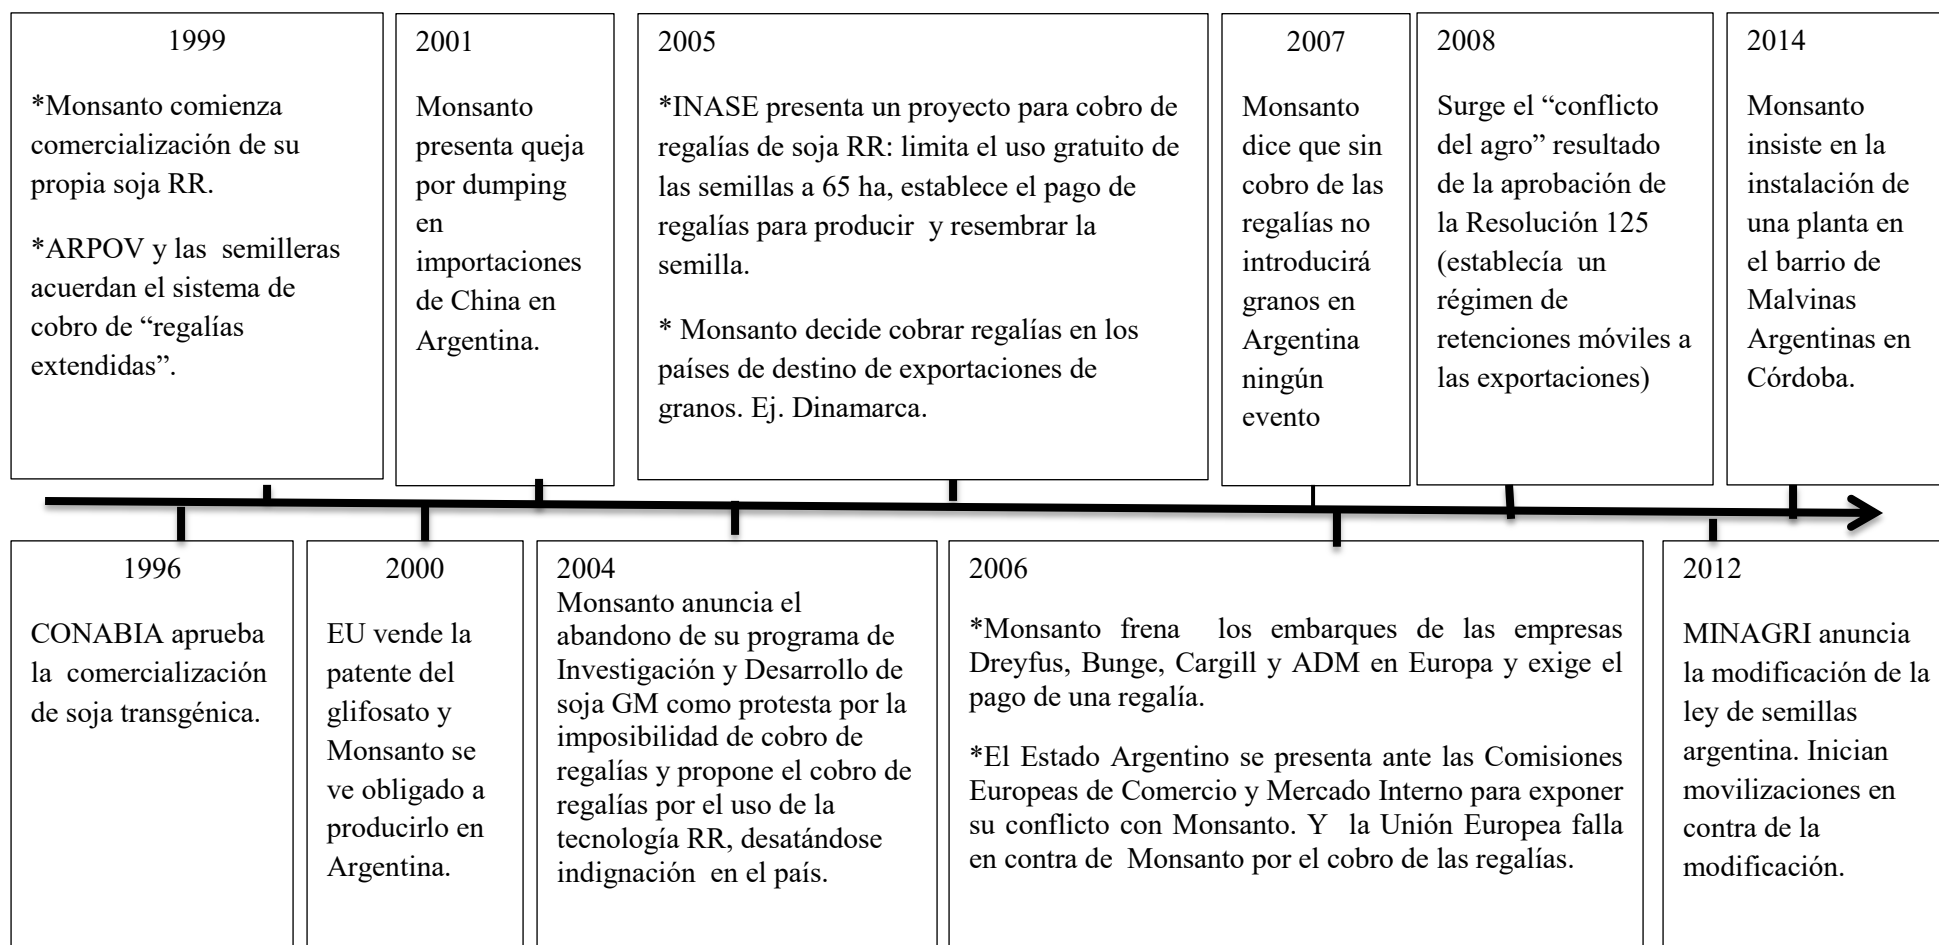 1999
*Monsanto comienza
comercialización de su
propia soja RR.
*ARPOV y las semilleras
acuerdan el sistema de
cobro de “regalías
extendidas”.
2001
Monsanto
presenta queja
por dumping
en
importaciones
de China en
Argentina.
2005
*INASE presenta un proyecto para cobro de
regalías de soja RR: limita el uso gratuito de
las semillas a 65 ha, establece el pago de
regalías para producir y resembrar la
semilla.
* Monsanto decide cobrar regalías en los
países de destino de exportaciones de
granos. Ej. Dinamarca.
2007
Monsanto
dice que sin
cobro de las
regalías no
introducirá
granos en
Argentina
ningún
evento
2008
Surge el “conflicto
del agro” resultado
de la aprobación de
la Resolución 125
(establecía un
régimen de
retenciones móviles a
las exportaciones)
2014
Monsanto
insiste en la
instalación de
una planta en
el barrio de
Malvinas
Argentinas en
Córdoba.
1996
CONABIA aprueba
la comercialización
de soja transgénica.
2000
EU vende la
patente del
glifosato y
Monsanto se
ve obligado a
producirlo en
Argentina.
2004
Monsanto anuncia el
abandono de su programa de
Investigación y Desarrollo de
soja GM como protesta por la
imposibilidad de cobro de
regalías y propone el cobro de
regalías por el uso de la
tecnología RR, desatándose
indignación en el país.
2006
*Monsanto frena los embarques de las empresas
Dreyfus, Bunge, Cargill y ADM en Europa y exige el
pago de una regalía.
*El Estado Argentino se presenta ante las Comisiones
Europeas de Comercio y Mercado Interno para exponer
su conflicto con Monsanto. Y la Unión Europea falla
en contra de Monsanto por el cobro de las regalías.
2012
MINAGRI anuncia
la modificación de la
ley de semillas
argentina. Inician
movilizaciones en
contra de la
modificación.